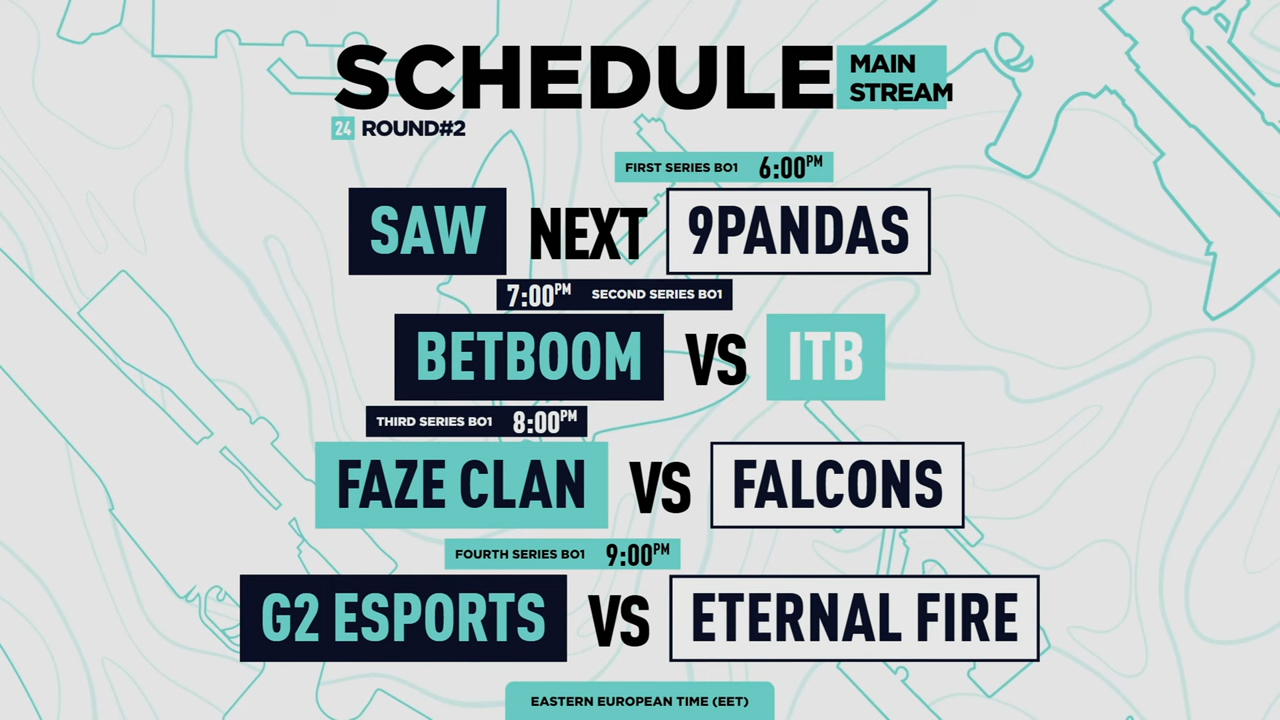 SCHEDULE MAIN STREAM
24 ROUND#2
FIRST SERIES BO1 6:00PM
SAW NEXT 9PANDAS
7:00PM SECOND SERIES BO1
BETBOOM VS ITB
THIRD SERIES BO1 8:00PM
FAZE CLAN VS FALCONS
FOURTH SERIES BO1 9:00PM
G2 ESPORTS VS ETERNAL FIRE
EASTERN EUROPEAN TIME (EET)